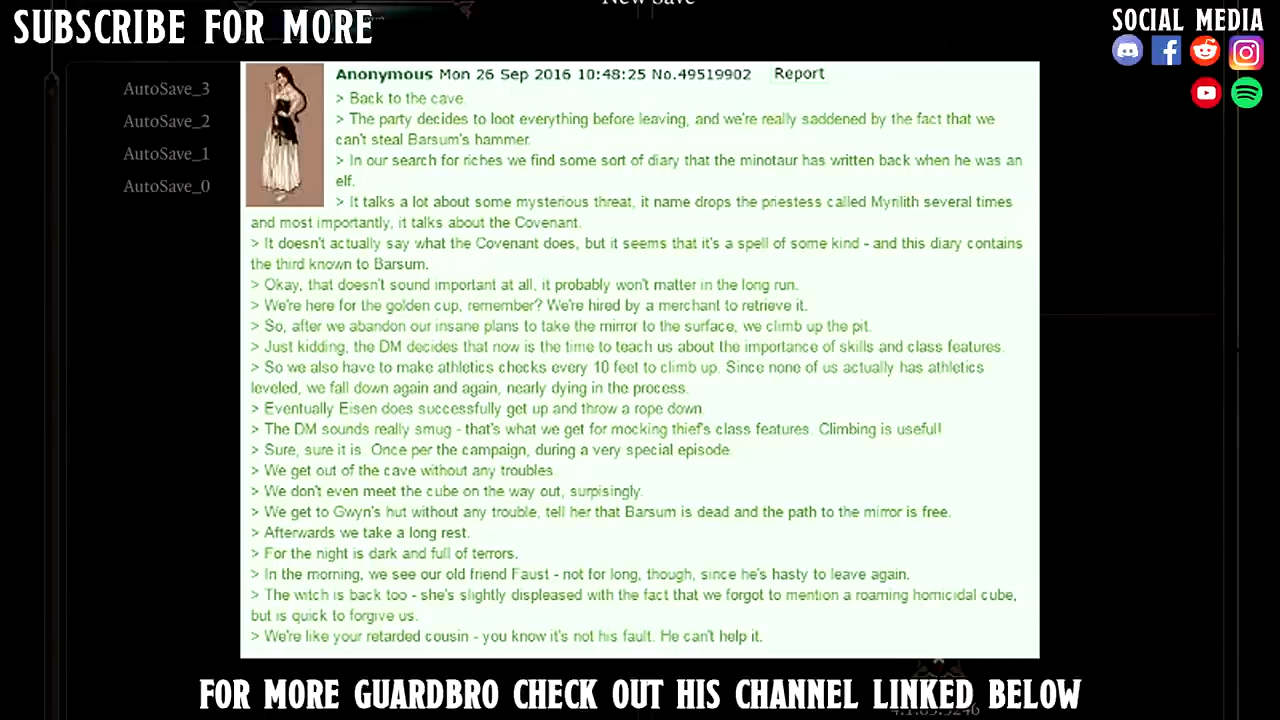 New Save
SUBSCRIBE FOR MORE
SOCIAL MEDIA
AutoSave_3
AutoSave_2
AutoSave_1
AutoSave_0
Anonymous Mon 26 Sep 2016 10:48:25 No.49519902 Report
> Back to the cave.
> The party decides to loot everything before leaving, and we're really saddened by the fact that we
can't steal Barsum's hammer.
> In our search for riches we find some sort of diary that the minotaur has written back when he was an
elf.
> It talks a lot about some mysterious threat, it name drops the priestess called Myrilith several times
and most importantly, it talks about the Covenant.
> It doesn't actually say what the Covenant does, but it seems that it's a spell of some kind - and this diary contains
the third known to Barsum.
> Okay, that doesn't sound important at all, it probably won't matter in the long run.
> We're here for the golden cup, remember? We're hired by a merchant to retrieve it.
> So, after we abandon our insane plans to take the mirror to the surface, we climb up the pit.
> Just kidding, the DM decides that now is the time to teach us about the importance of skills and class features.
> So we also have to make athletics checks every 10 feet to climb up. Since none of us actually has athletics
leveled, we fall down again and again, nearly dying in the process.
> Eventually Eisen does successfully get up and throw a rope down.
> The DM sounds really smug - that's what we get for mocking thief's class features. Climbing is useful!
> Sure, sure it is. Once per the campaign, during a very special episode.
> We get out of the cave without any troubles.
> We don't even meet the cube on the way out, surpisingly.
> We get to Gwyn's hut without any trouble, tell her that Barsum is dead and the path to the mirror is free.
> Afterwards we take a long rest.
> For the night is dark and full of terrors.
> In the morning, we see our old friend Faust - not for long, though, since he's hasty to leave again.
> The witch is back too - she's slightly displeased with the fact that we forgot to mention a roaming homicidal cube,
but is quick to forgive us.
> We're like your retarded cousin - you know it's not his fault. He can't help it.
FOR MORE GUARDBRO CHECK OUT HIS CHANNEL LINKED BELOW